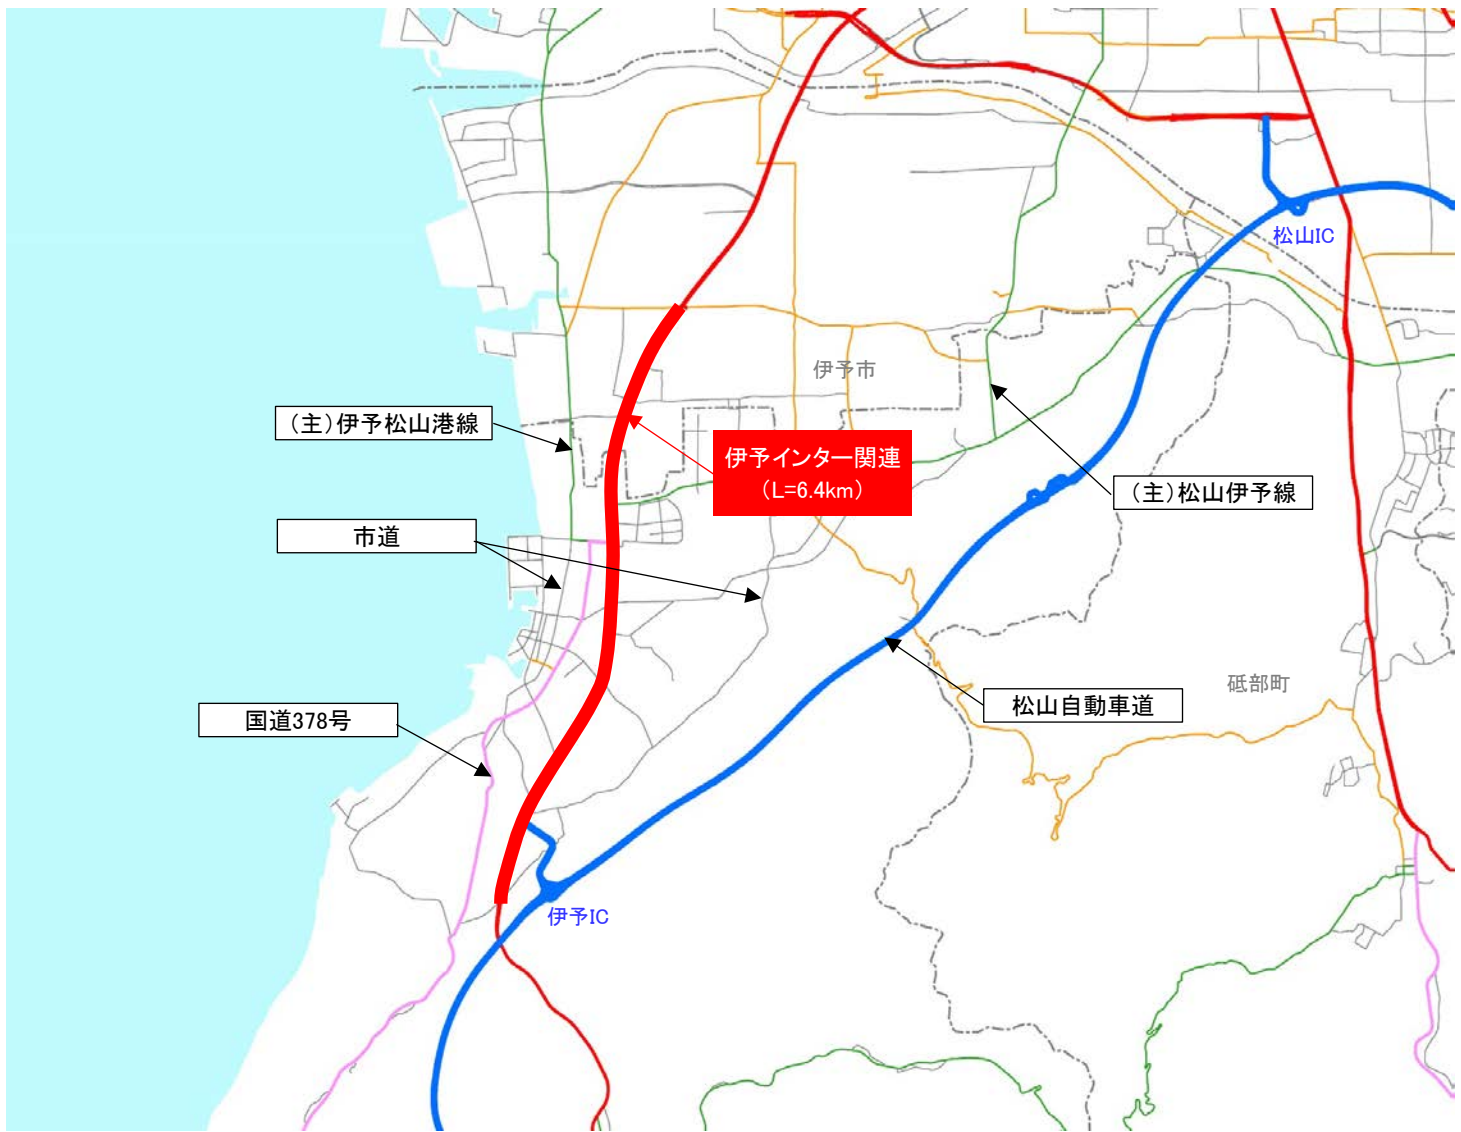 松山IC
伊予市
(主)伊予松山港線
伊予インター関連
(L=6.4km)
(主)松山伊予線
市道
砥部町
松山自動車道
国道378号
伊予IC